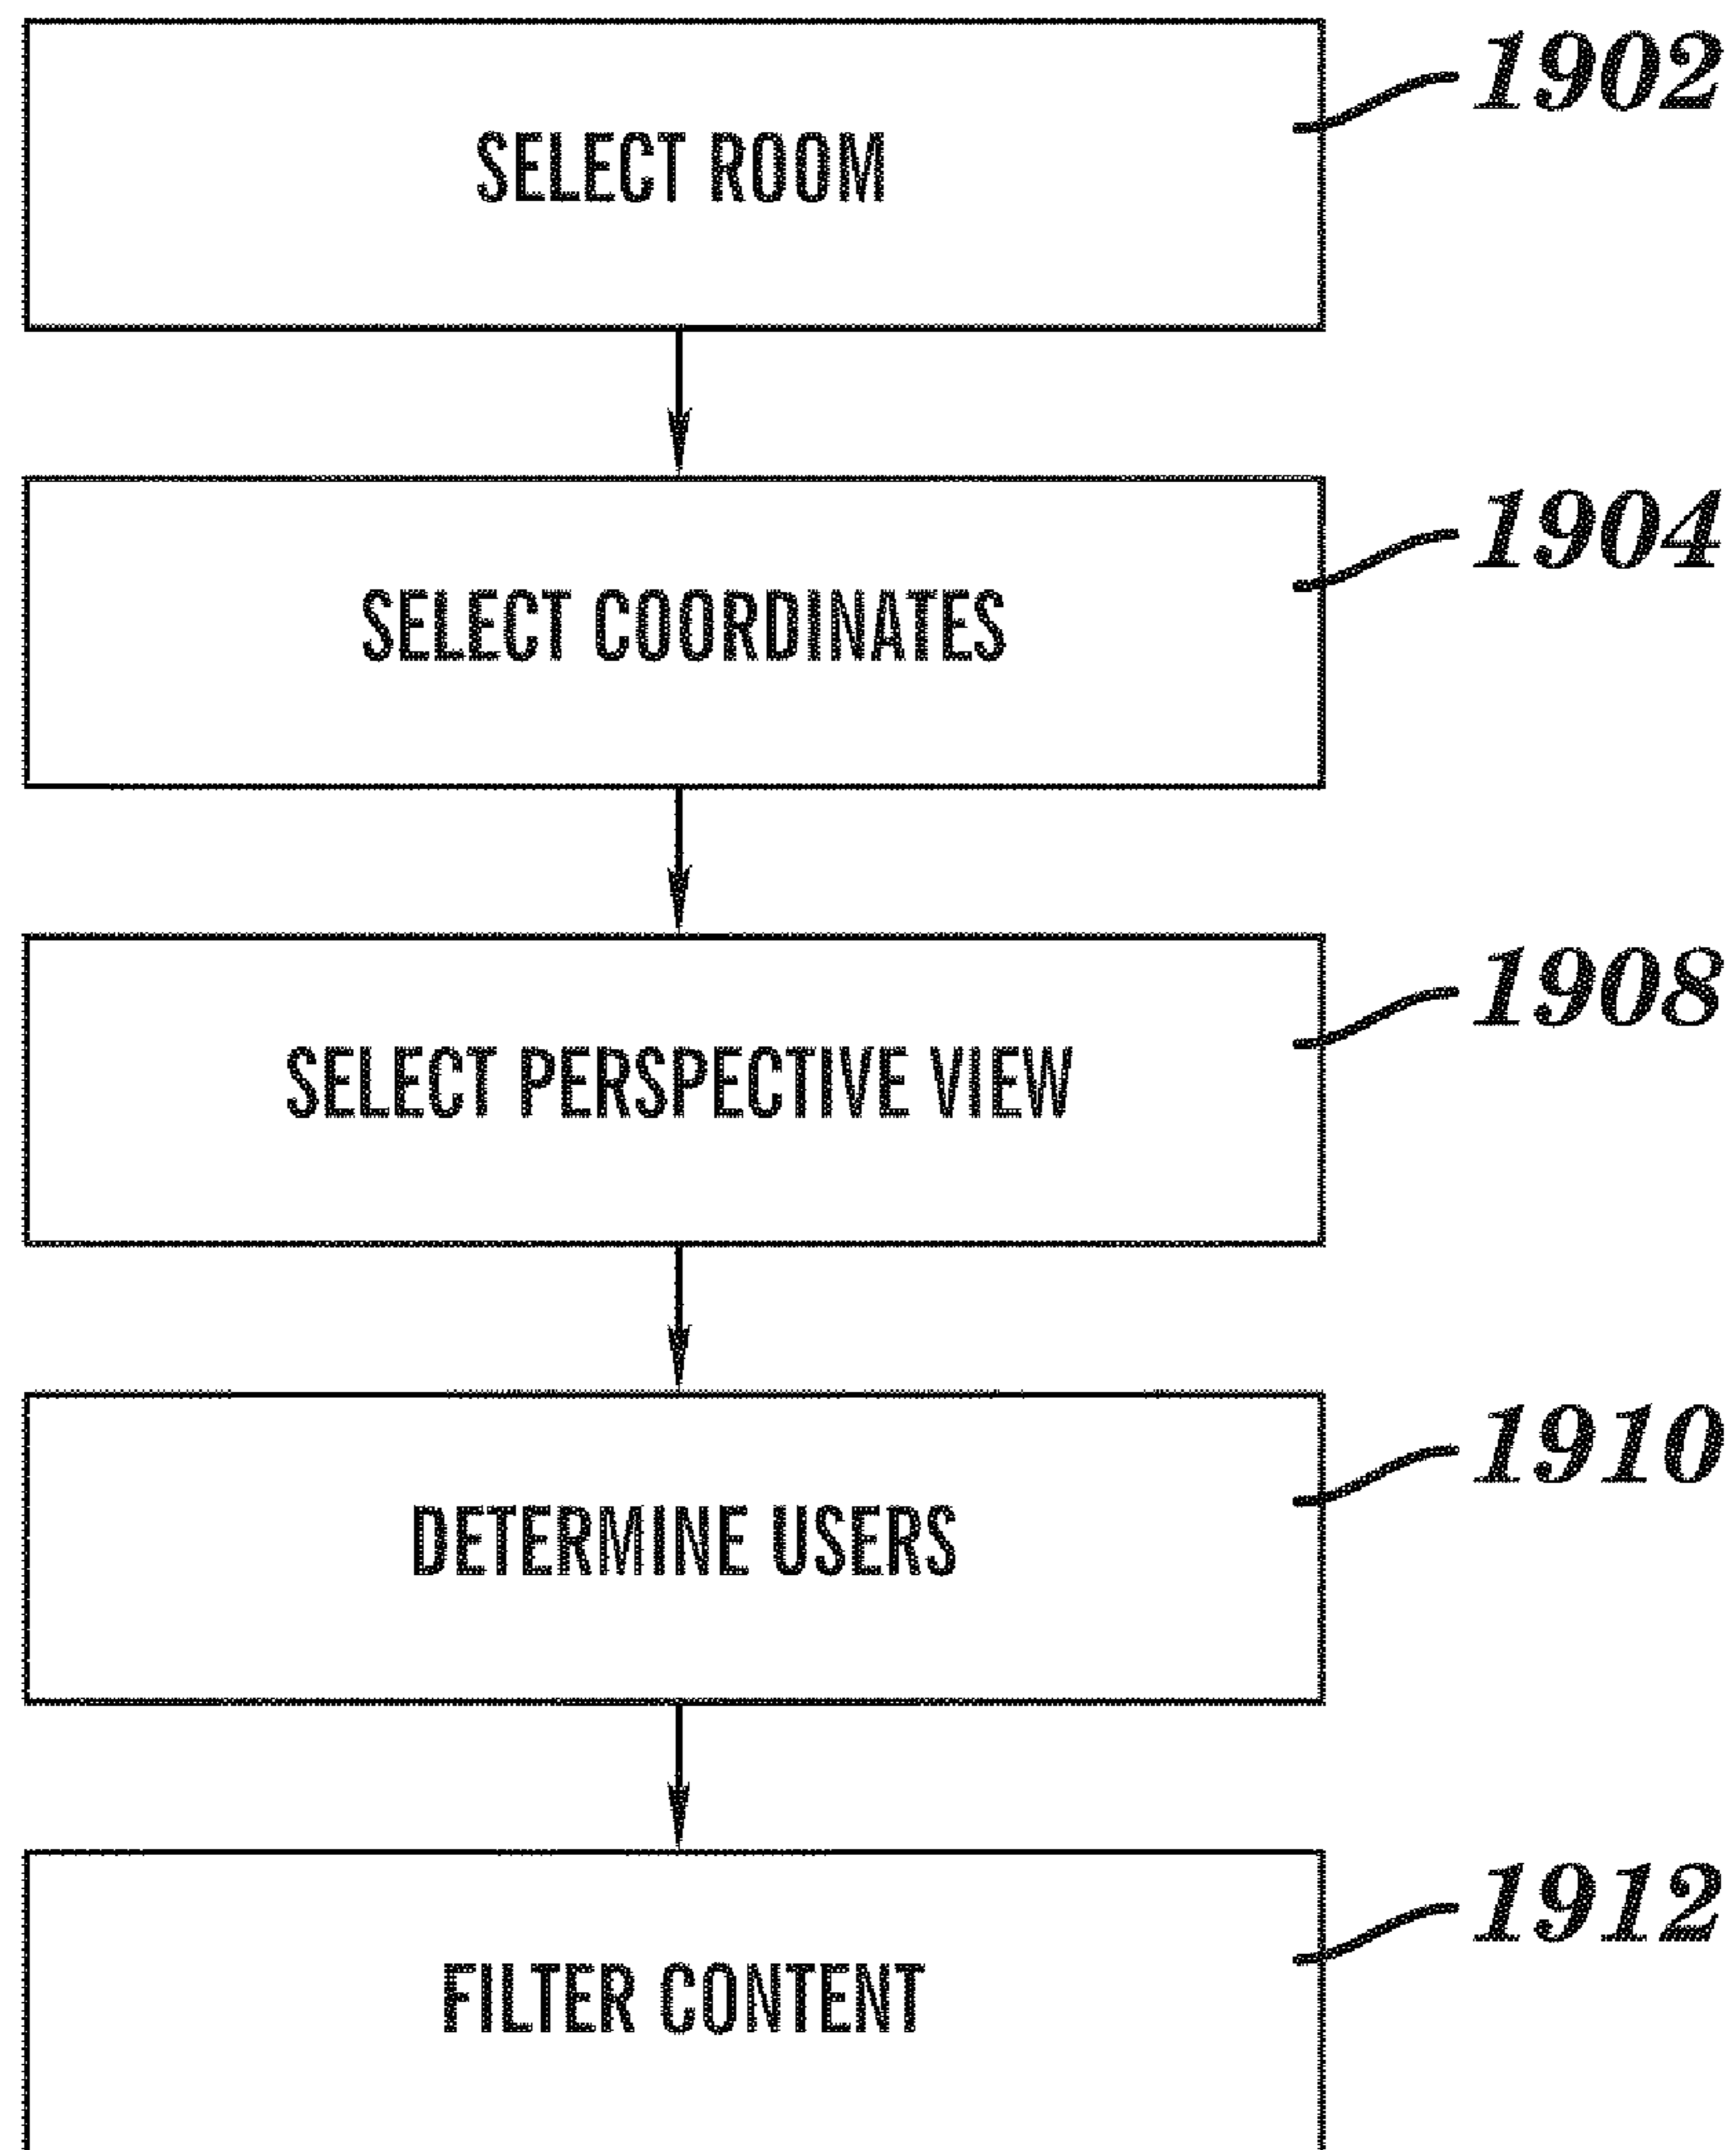 SELECT ROOM
1902
SELECT COORDINATES
1904
SELECT PERSPECTIVE VIEW
1908
DETERMINE USERS
1910
FILTER CONTENT
1912